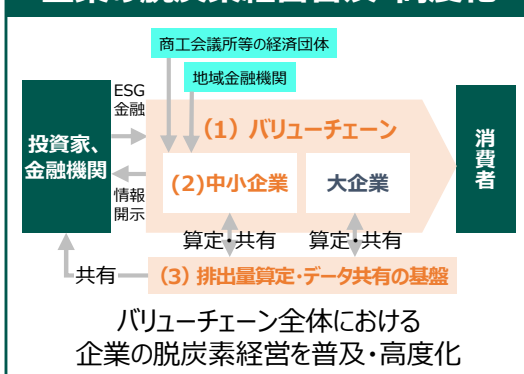 商工会議所等の経済団体
地域金融機関
ESG
金融
投資家、
金融機関
(1) バリューチェーン
消費者
(2)中小企業
大企業
情報
開示
算定・共有
算定・共有
共有
(3) 排出量算定・データ共有の基盤
バリューチェーン全体における
企業の脱炭素経営を普及・高度化